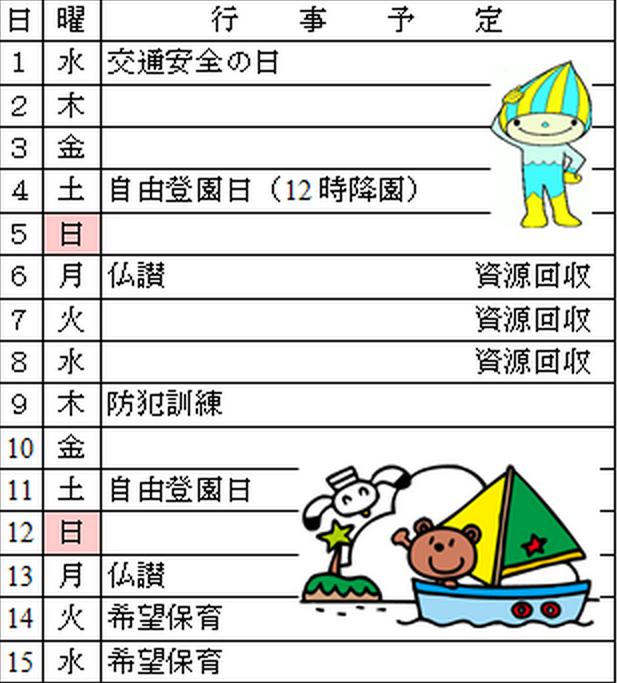 日 曜 行 事 予 定
1 水 交通安全の日
2 木
3 金
4 土 自由登園日（12時降園）
5 日
6 月 仏讃 資源回収
7 火 資源回収
8 水 資源回収
9 木 防犯訓練
10 金
11 土 自由登園日
12 日
13 月 仏讃
14 火 希望保育
15 水 希望保育